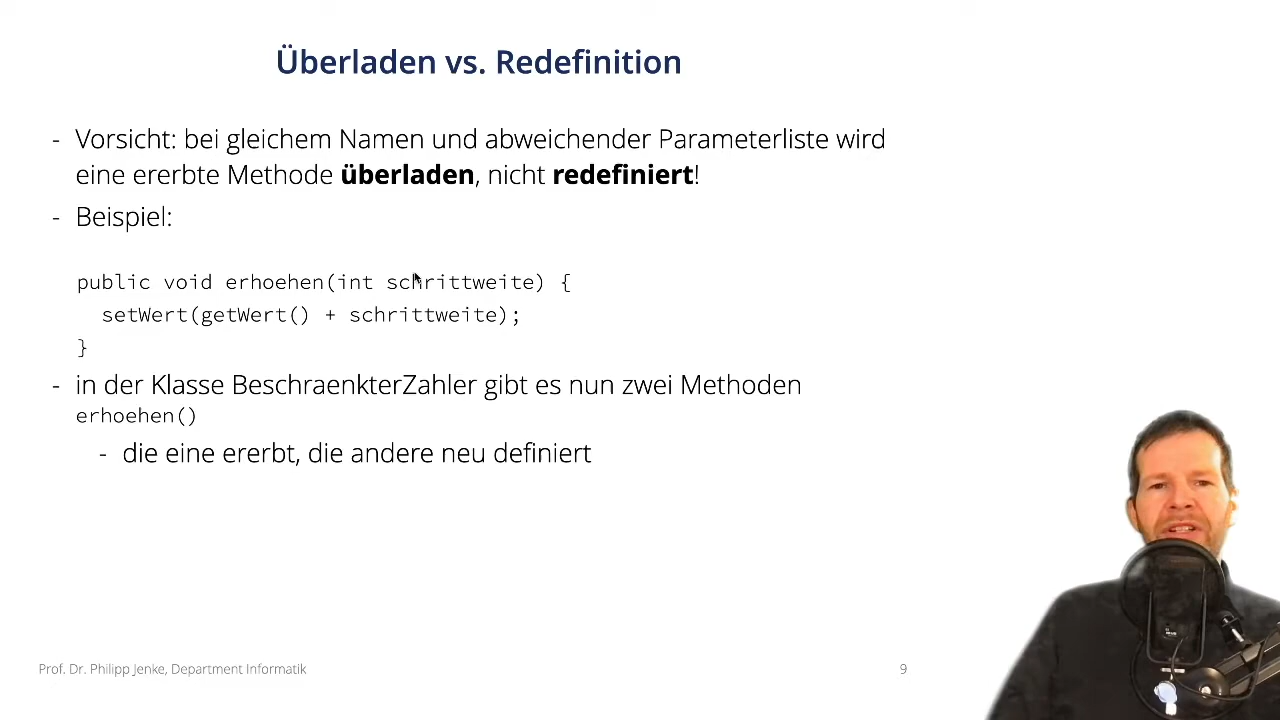 Überladen vs. Redefinition
- Vorsicht: bei gleichem Namen und abweichender Parameterliste wird
eine ererbte Methode überladen, nicht redefiniert!
- Beispiel:
public void erhoehen(int schrittweite) {
setWert(getWert() + schrittweite);
}
- in der Klasse BeschraenkterZahler gibt es nun zwei Methoden
erhoehen()
- die eine ererbt, die andere neu definiert
Prof. Dr. Philipp Jenke, Department Informatik
9